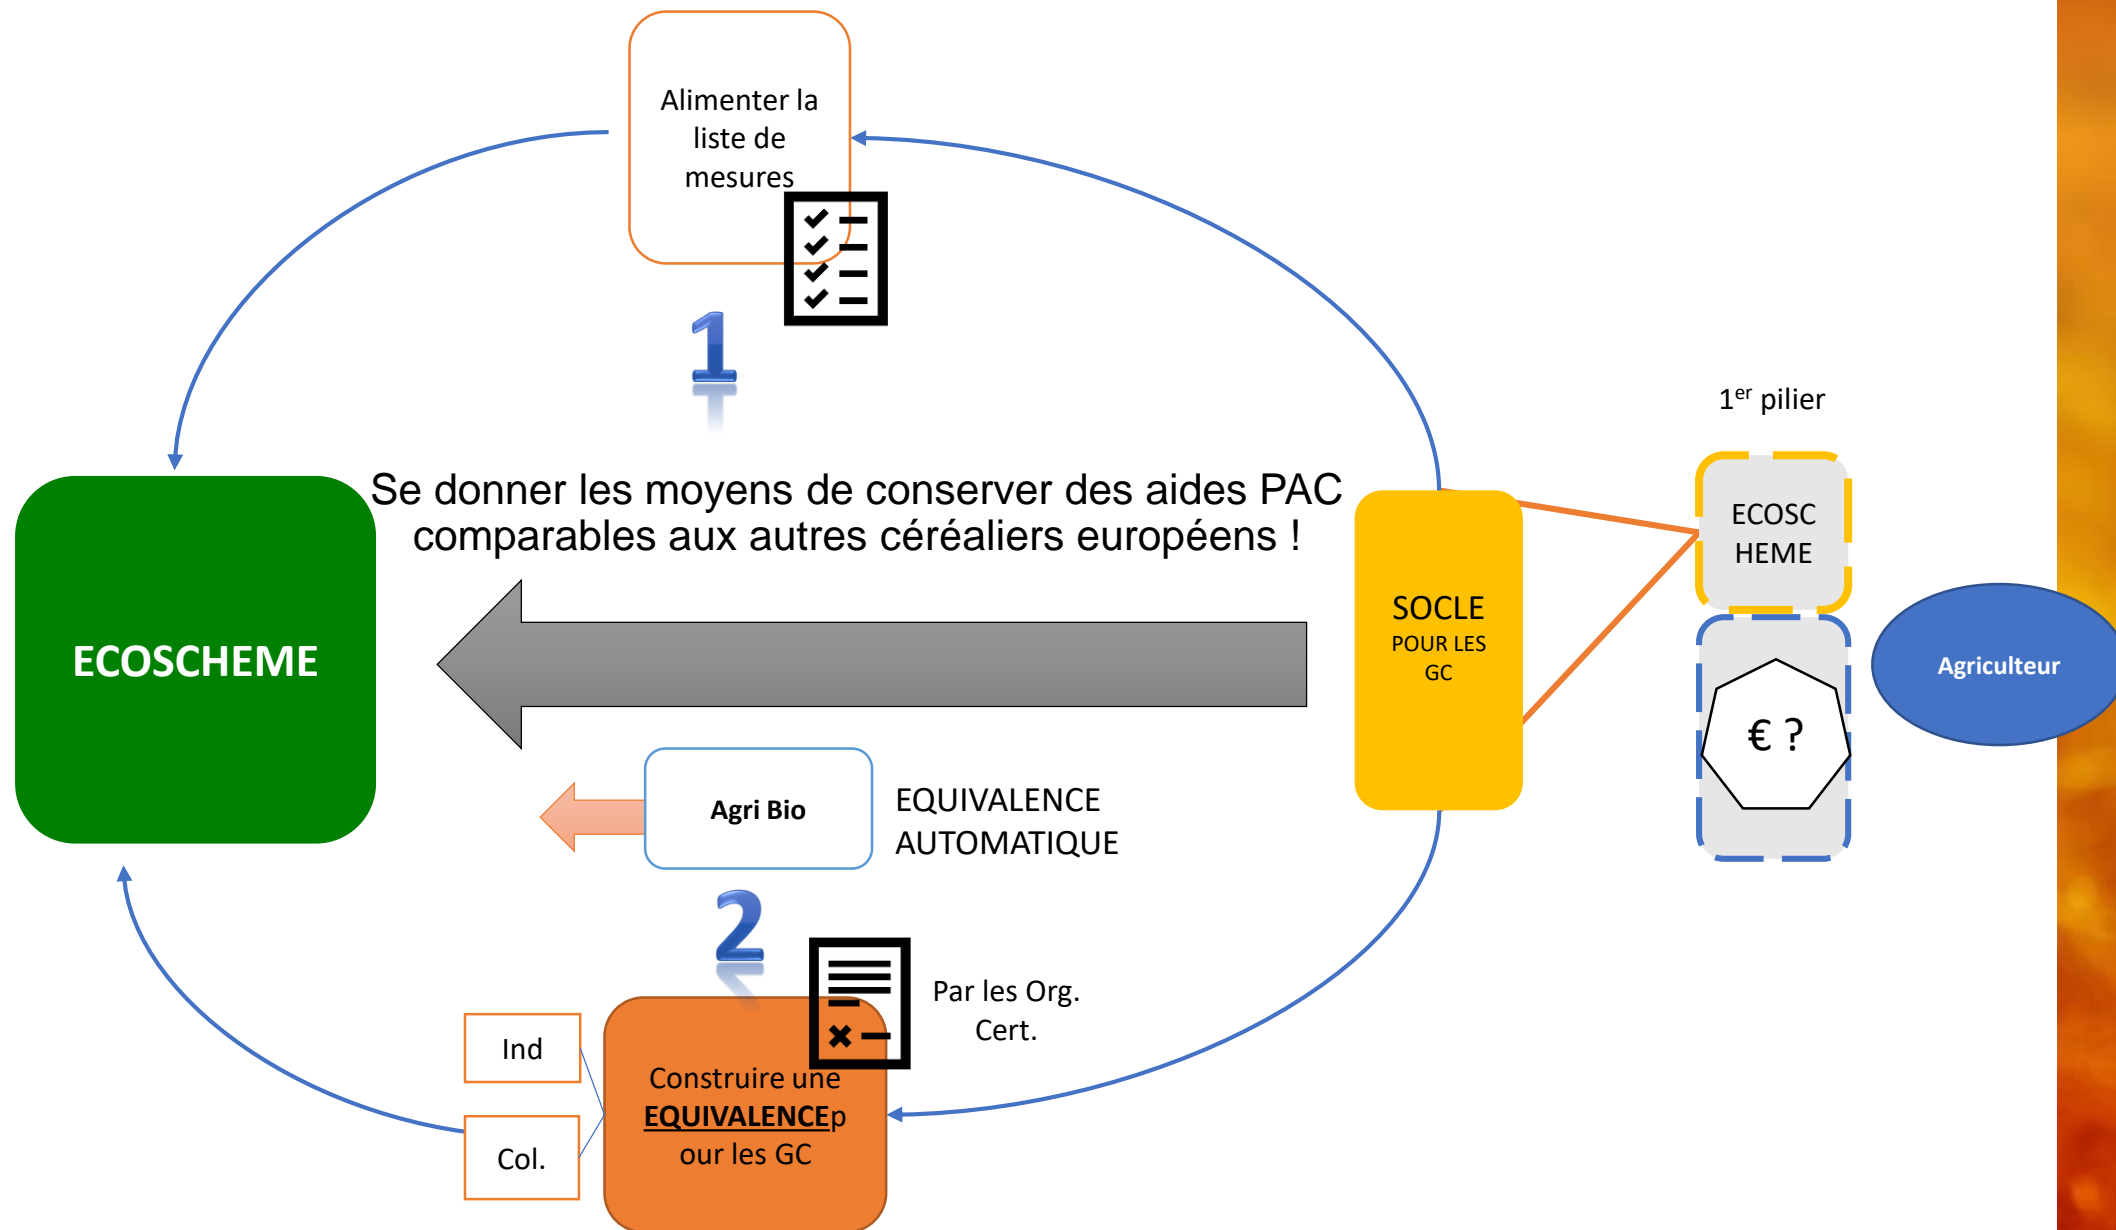 Alimenter la
liste de
mesures
1
1er pilier
Se donner les moyens de conserver des aides PAC
comparables aux autres céréaliers européens !
ECOSC
HEME
ECOSCHEME
SOCLE
POUR LES
GC
Agriculteur
€ ?
Agri Bio
EQUIVALENCE
AUTOMATIQUE
2
Par les Org.
Cert.
Ind
Col.
Construire une
EQUIVALENCEp
our les GC